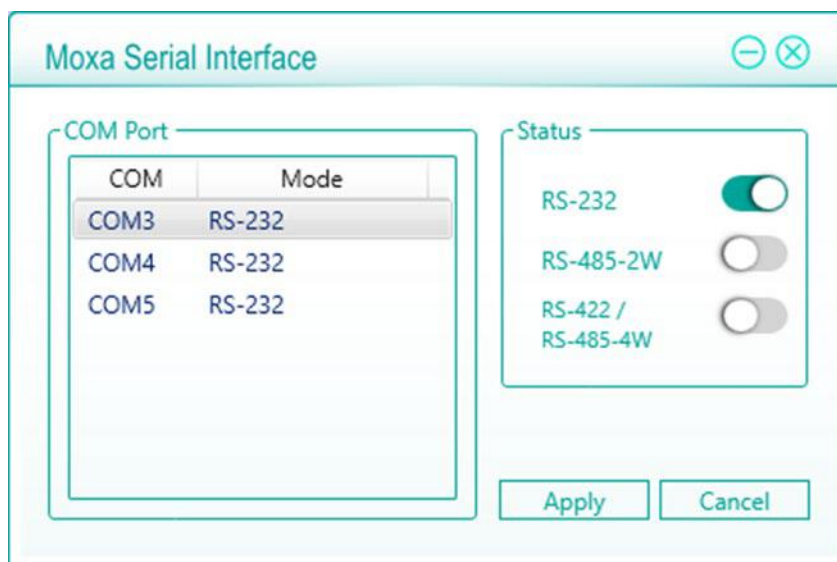 Moxa Serial Interface
COM Port
COM Mode
COM3 RS-232
COM4 RS-232
COM5 RS-232
Status
RS-232
RS-485-2W
RS-422 /
RS-485-4W
Apply Cancel